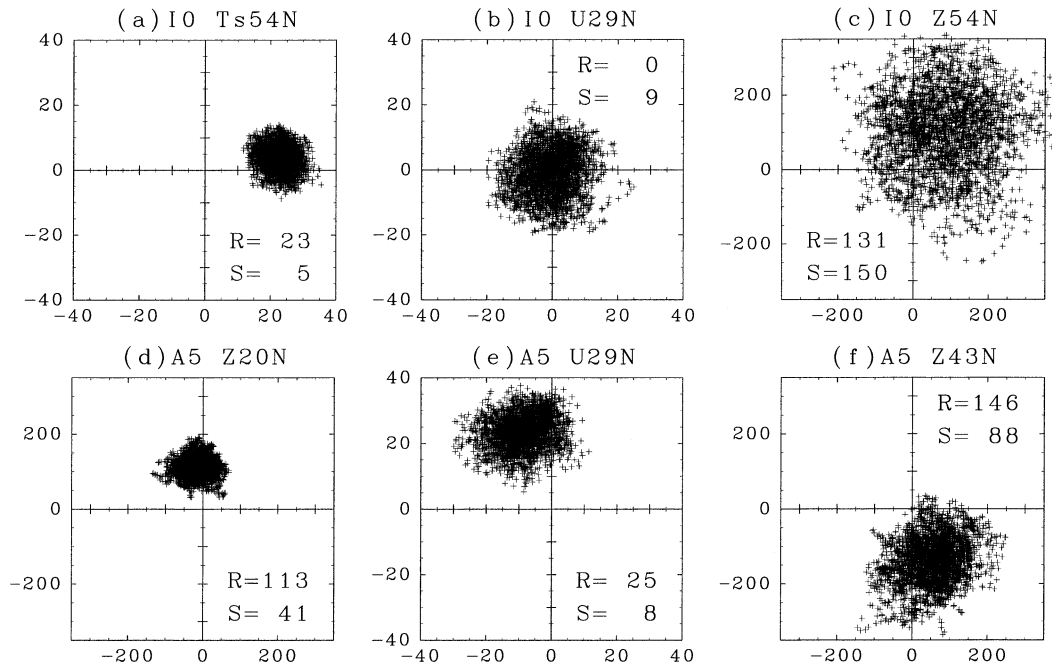 (a) I0 Ts54N
(b) I0 U29N
(c) I0 Z54N
40
20
0
−20
−40
−40 −20 0 20 40
R= 23
S= 5
40
20
0
−20
−40
−40 −20 0 20 40
R= 0
S= 9
200
0
−200
−200 0 200
R=131
S=150
(d) A5 Z20N
(e) A5 U29N
(f) A5 Z43N
200
0
−200
−200 0 200
R=113
S= 41
40
20
0
−20
−40
−40 −20 0 20 40
R= 25
S= 8
200
0
−200
−200 0 200
R=146
S= 88